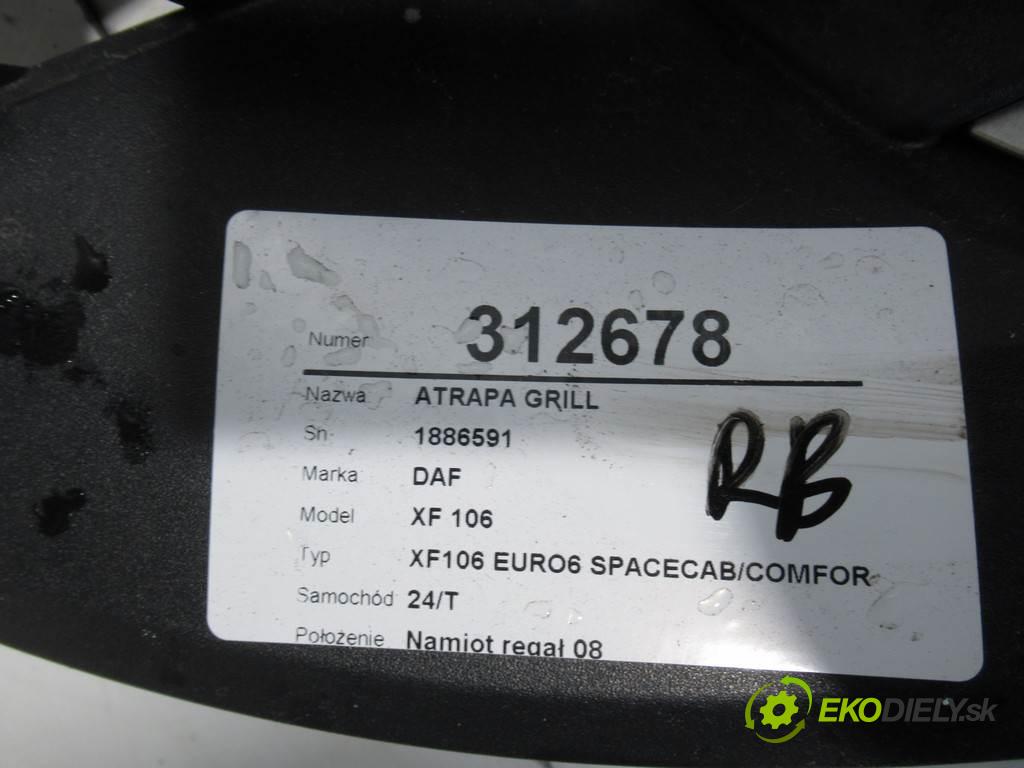 Numer 312678
Nazwa ATRAPA GRILL
Sn 1886591
Marka DAF
Model XF 106
Typ XF106 EURO6 SPACECAB/COMFOR
Samochód 24/T
Położenie Namiot regał 08
RB
EKODIELY.sk